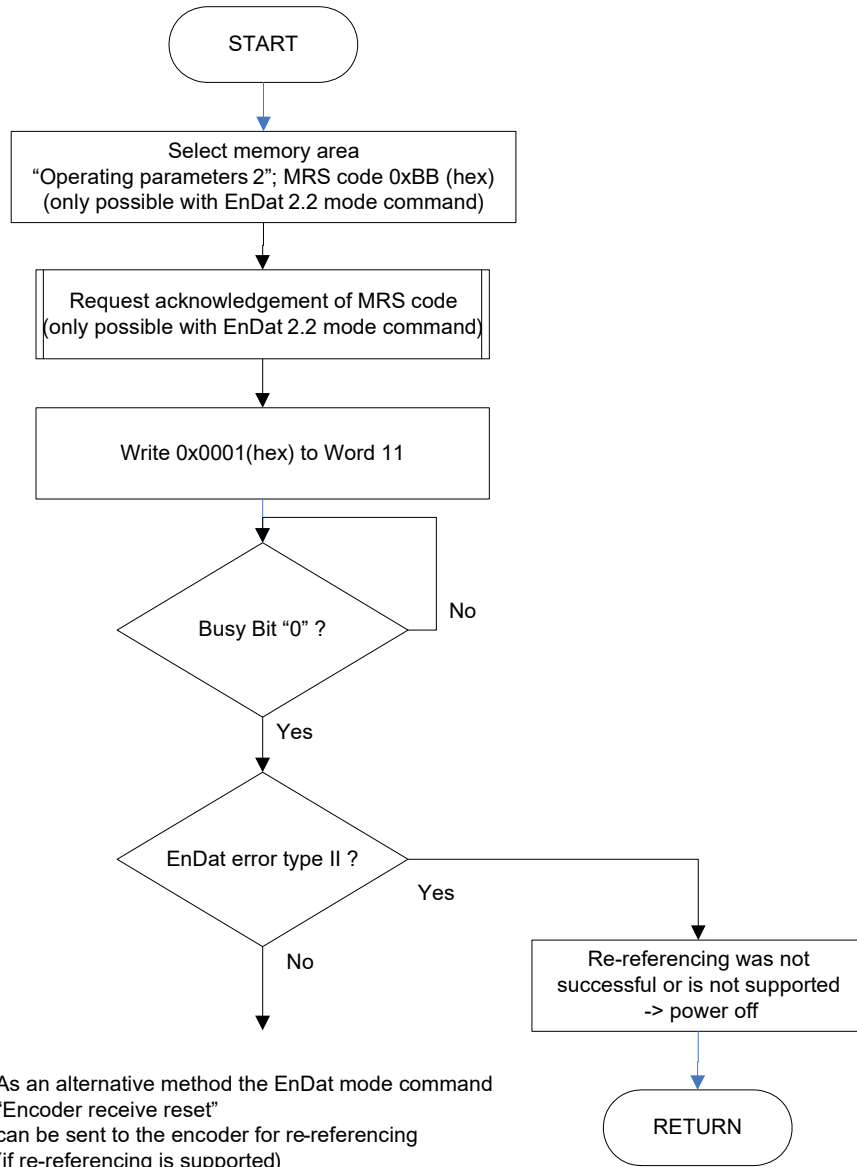 START
Select memory area
“Operating parameters 2”; MRS code 0xBB (hex)
(only possible with EnDat 2.2 mode command)
Request acknowledgement of MRS code
(only possible with EnDat 2.2 mode command)
Write 0x0001(hex) to Word 11
Busy Bit “0” ?
No
Yes
EnDat error type II ?
Yes
No
Re-referencing was not
successful or is not supported
-> power off
As an alternative method the EnDat mode command
“Encoder receive reset”
can be sent to the encoder for re-referencing
(if re-referencing is supported)
RETURN